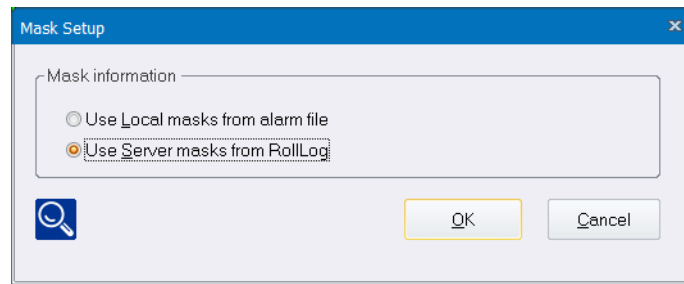 Mask Setup
Mask information
Use Local masks from alarm file
Use Server masks from RollLog
OK
Cancel